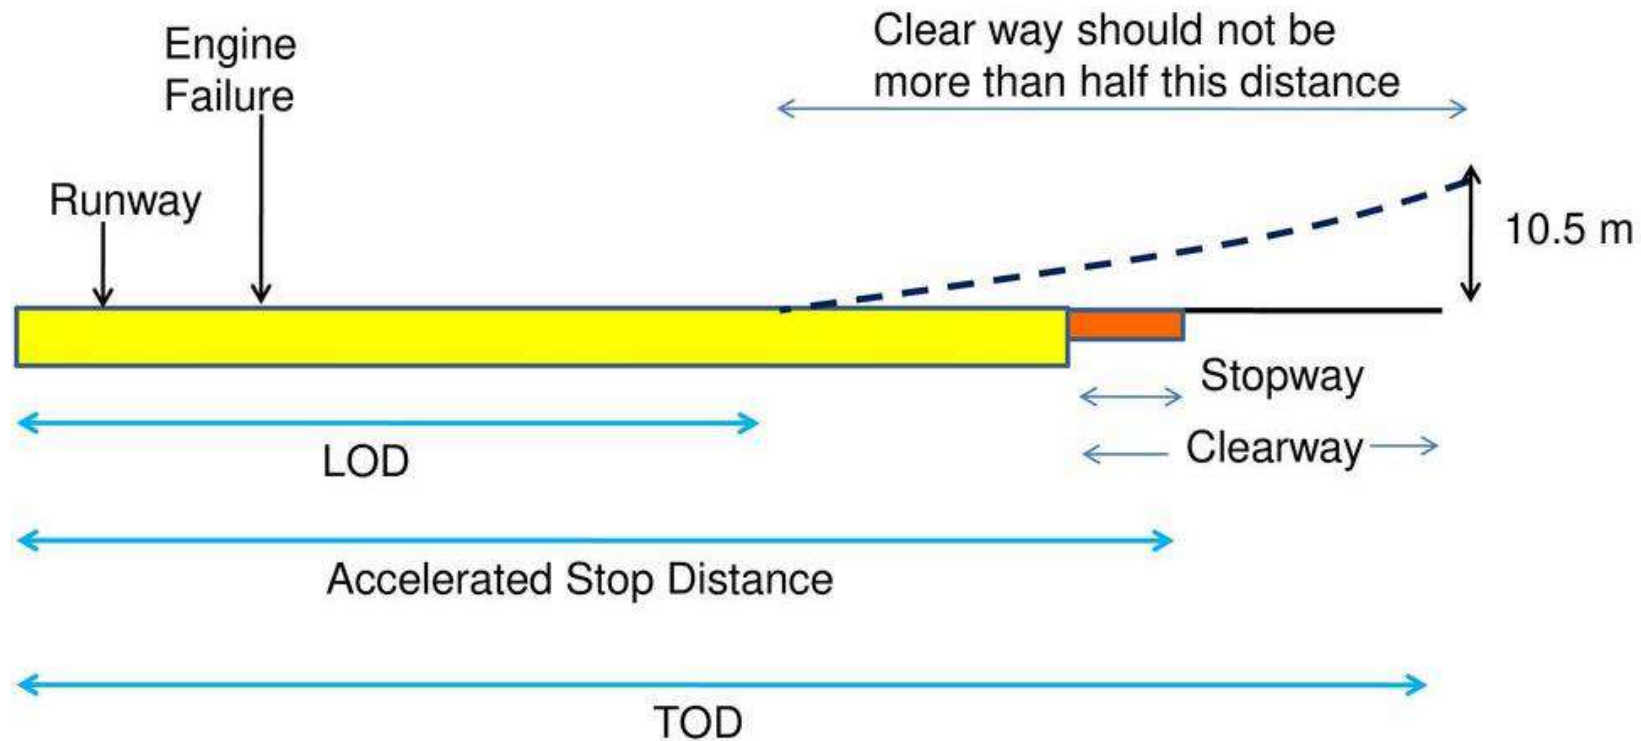 Engine
Failure
Clear way should not be
more than half this distance
Runway
10.5 m
Stopway
Clearway
LOD
Accelerated Stop Distance
TOD